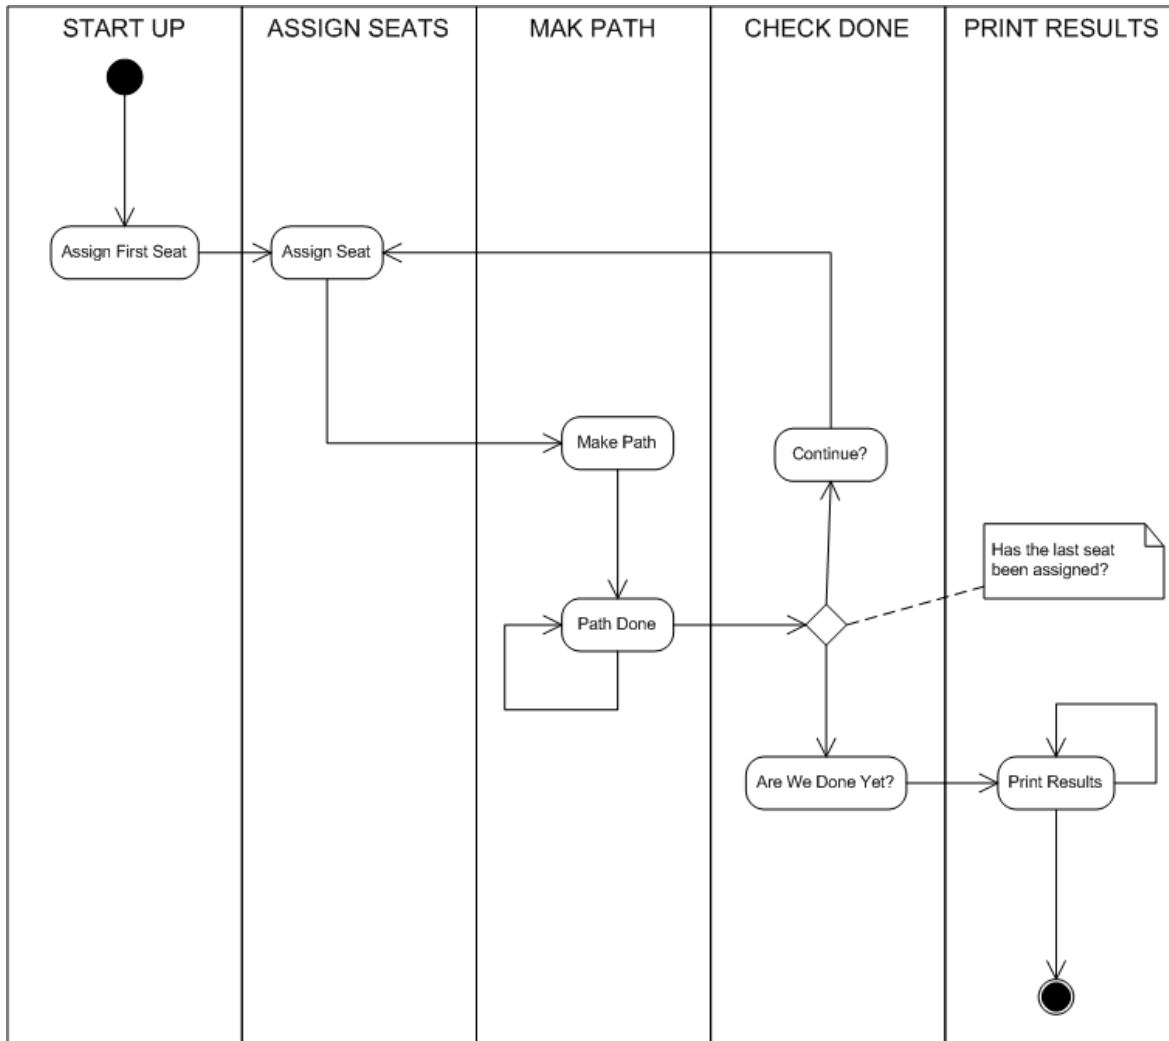 START UP
ASSIGN SEATS
MAK PATH
CHECK DONE
PRINT RESULTS
Assign First Seat
Assign Seat
Make Path
Continue?
Has the last seat
been assigned?
Path Done
Are We Done Yet?
Print Results